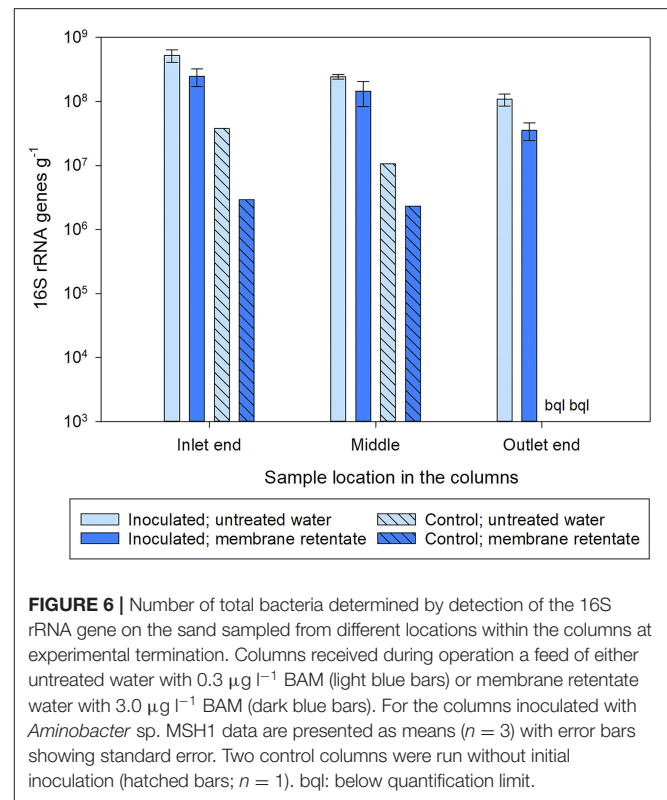 10⁹
10⁸
10⁷
10⁶
10⁵
10⁴
10³
16S rRNA genes g⁻¹
bql bql
Inlet end Middle Outlet end
Sample location in the columns
Inoculated; untreated water Control; untreated water
Inoculated; membrane retentate Control; membrane retentate
FIGURE 6 | Number of total bacteria determined by detection of the 16S
rRNA gene on the sand sampled from different locations within the columns at
experimental termination. Columns received during operation a feed of either
untreated water with 0.3 μg l⁻¹ BAM (light blue bars) or membrane retentate
water with 3.0 μg l⁻¹ BAM (dark blue bars). For the columns inoculated with
Aminobacter sp. MSH1 data are presented as means (n = 3) with error bars
showing standard error. Two control columns were run without initial
inoculation (hatched bars; n = 1). bql: below quantification limit.